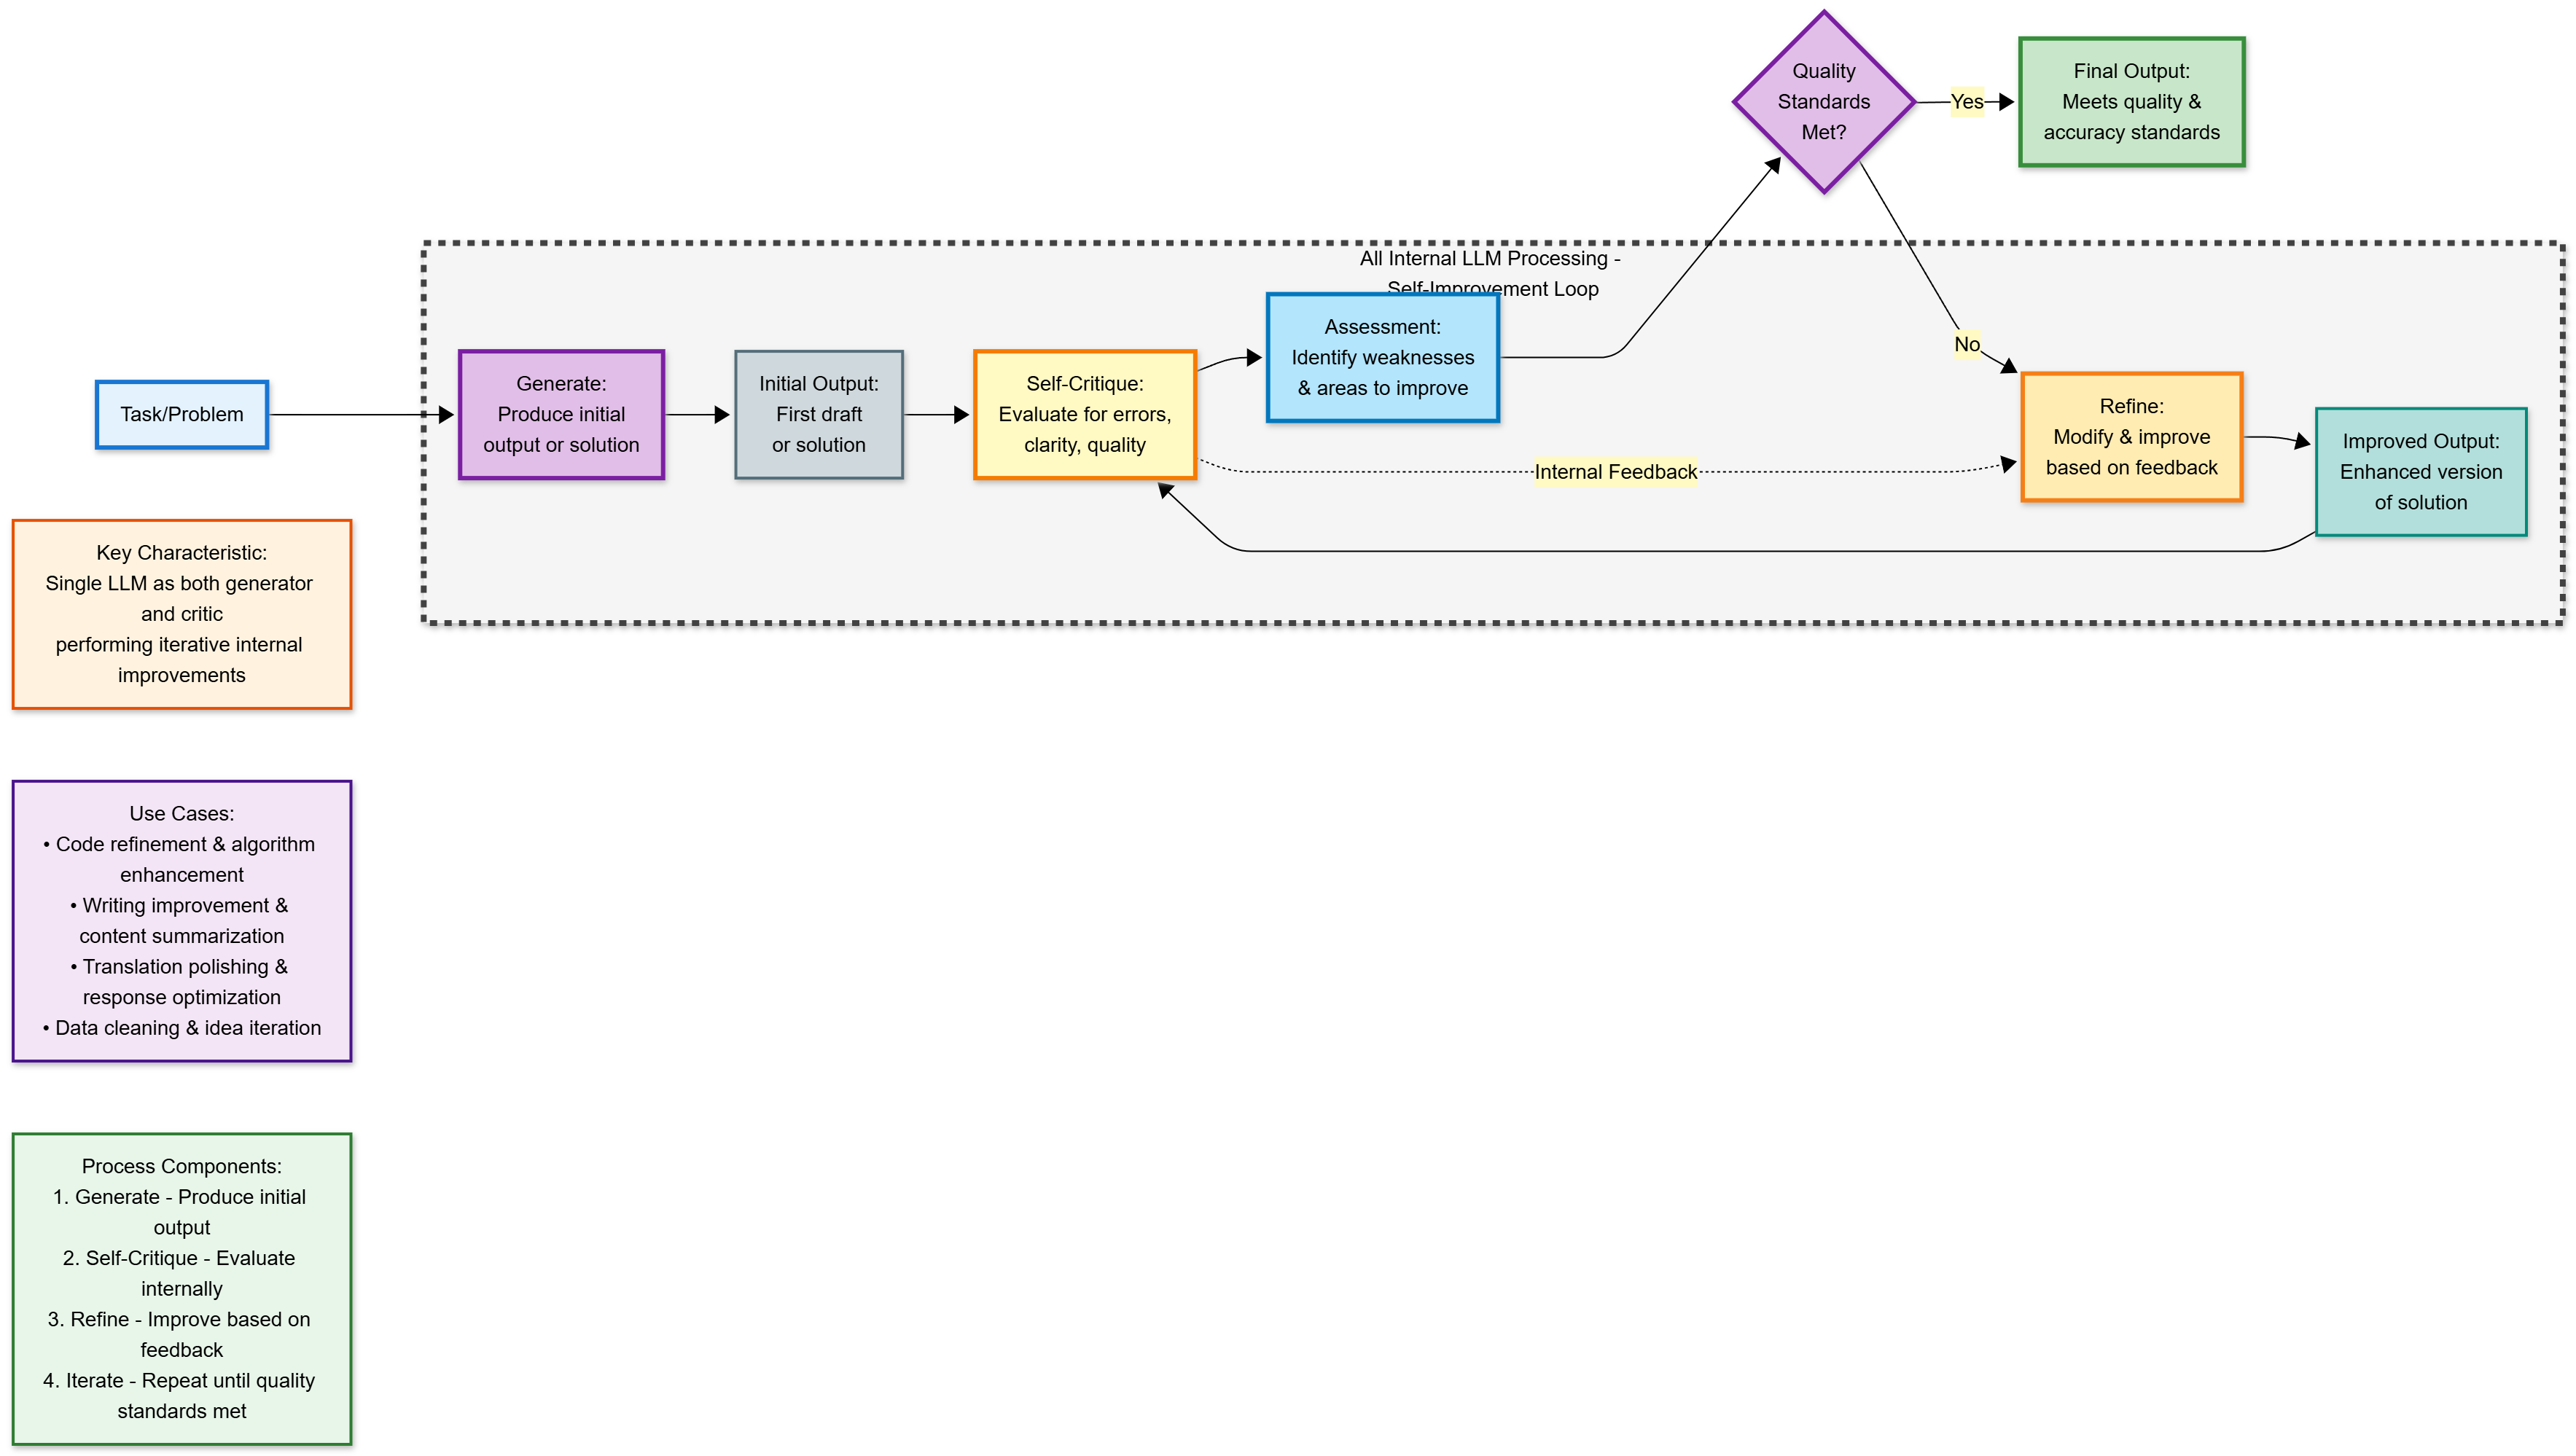 Quality
Standards
Met?
Yes
Final Output:
Meets quality &
accuracy standards
All Internal LLM Processing -
Self-Improvement Loop
Task/Problem
Generate:
Produce initial
output or solution
Initial Output:
First draft
or solution
Self-Critique:
Evaluate for errors,
clarity, quality
Assessment:
Identify weaknesses
& areas to improve
No
Internal Feedback
Refine:
Modify & improve
based on feedback
Improved Output:
Enhanced version
of solution
Key Characteristic:
Single LLM as both generator
and critic
performing iterative internal
improvements
Use Cases:
• Code refinement & algorithm
enhancement
• Writing improvement &
content summarization
• Translation polishing &
response optimization
• Data cleaning & idea iteration
Process Components:
1. Generate - Produce initial
output
2. Self-Critique - Evaluate
internally
3. Refine - Improve based on
feedback
4. Iterate - Repeat until quality
standards met